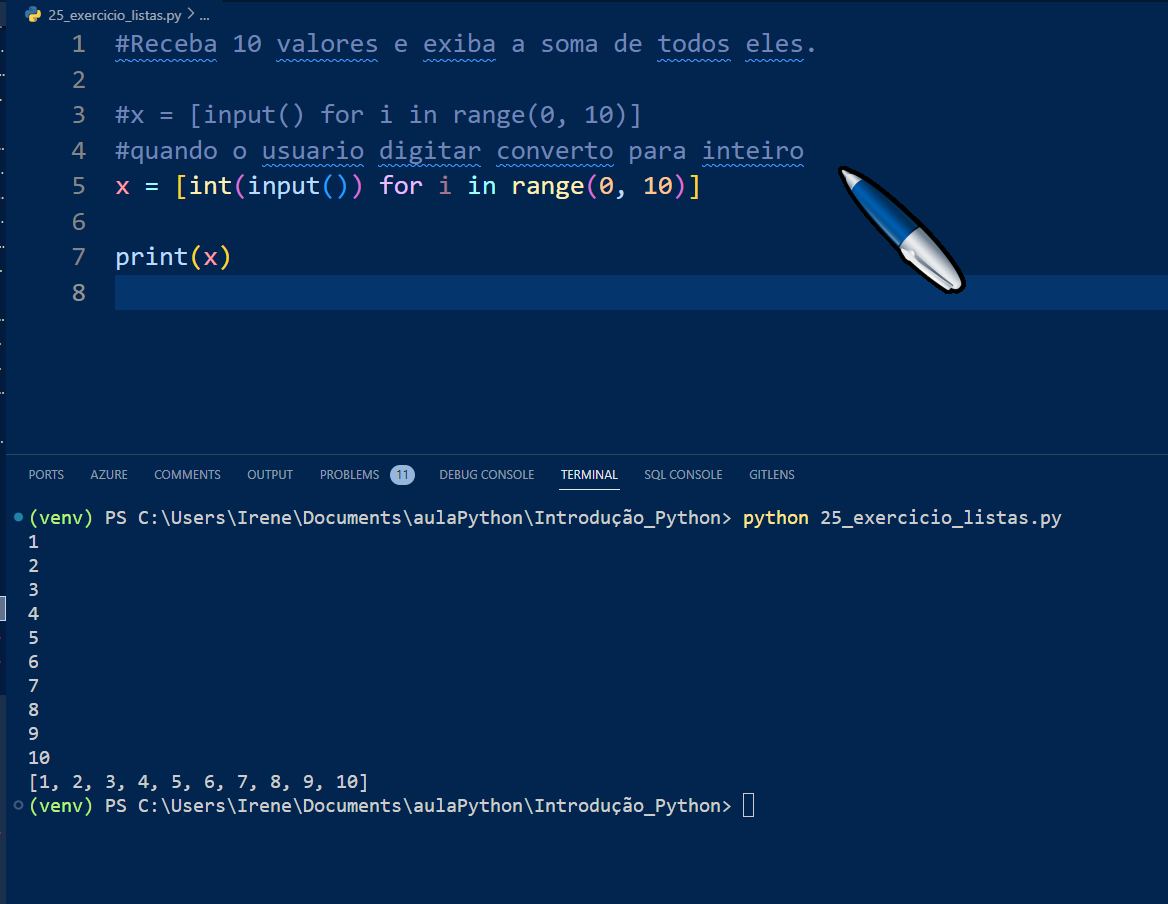 25_exercicio_listas.py > ...
1 #Receba 10 valores e exiba a soma de todos eles.
2
3 #x = [input() for i in range(0, 10)]
4 #quando o usuario digitar converto para inteiro
5 x = [int(input()) for i in range(0, 10)]
6
7 print(x)
8
PORTS AZURE COMMENTS OUTPUT PROBLEMS 11 DEBUG CONSOLE TERMINAL SQL CONSOLE GITLENS
(venv) PS C:\Users\Irene\Documents\aulaPython\Introdução_Python> python 25_exercicio_listas.py
1
2
3
4
5
6
7
8
9
10
[1, 2, 3, 4, 5, 6, 7, 8, 9, 10]
(venv) PS C:\Users\Irene\Documents\aulaPython\Introdução_Python>